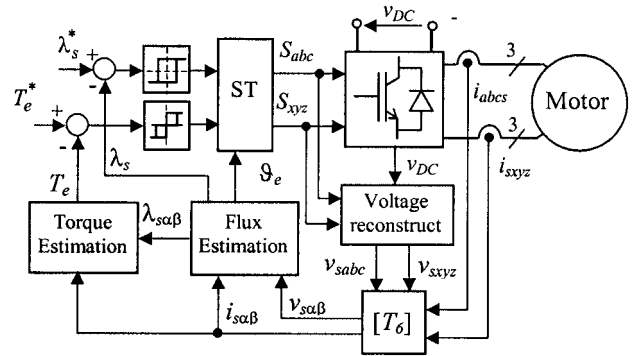 v_DC -
λ_s^* + - S_abc 3
ST i_abcs
T_e^* + - S_xyz Motor
3
λ_s ϑ_e v_DC i_sxyz
T_e
Torque Estimation λ_sαβ Flux Estimation Voltage reconstruct
v_sabc v_sxyz
i_sαβ v_sαβ [T_6]